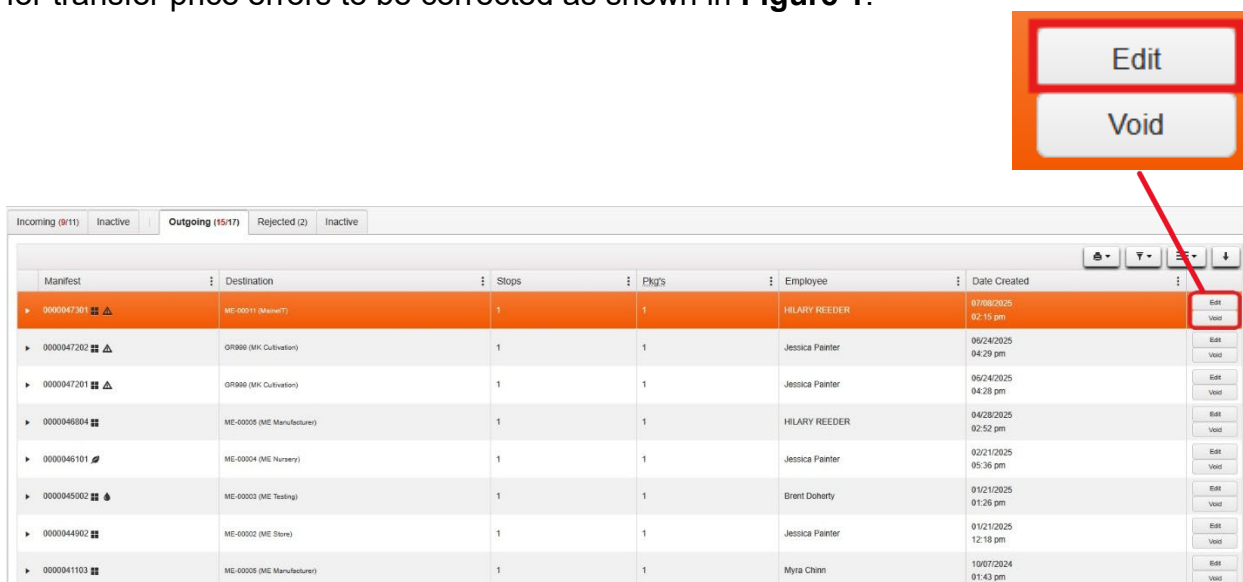 for transfer price errors to be corrected as shown in Figure 1.
Edit
Void
Incoming (9/11) Inactive Outgoing (15/17) Rejected (2) Inactive
Manifest Destination Stops Pkg's Employee Date Created
0000047301 ME-00011 (MaineIT) 1 1 HILARY REEDER 07/08/2025 Edit
02:15 pm Void
0000047202 GR999 (MK Cultivation) 1 1 Jessica Painter 06/24/2025 Edit
04:29 pm Void
0000047201 GR999 (MK Cultivation) 1 1 Jessica Painter 06/24/2025 Edit
04:28 pm Void
0000046804 ME-00005 (ME Manufacturer) 1 1 HILARY REEDER 04/28/2025 Edit
02:52 pm Void
0000046101 ME-00004 (ME Nursery) 1 1 Jessica Painter 02/21/2025 Edit
05:36 pm Void
0000045002 ME-00003 (ME Testing) 1 1 Brent Doherty 01/21/2025 Edit
01:26 pm Void
0000044902 ME-00002 (ME Store) 1 1 Jessica Painter 01/21/2025 Edit
12:18 pm Void
0000041103 ME-00005 (ME Manufacturer) 1 1 Myra Chinn 10/07/2024 Edit
01:43 pm Void